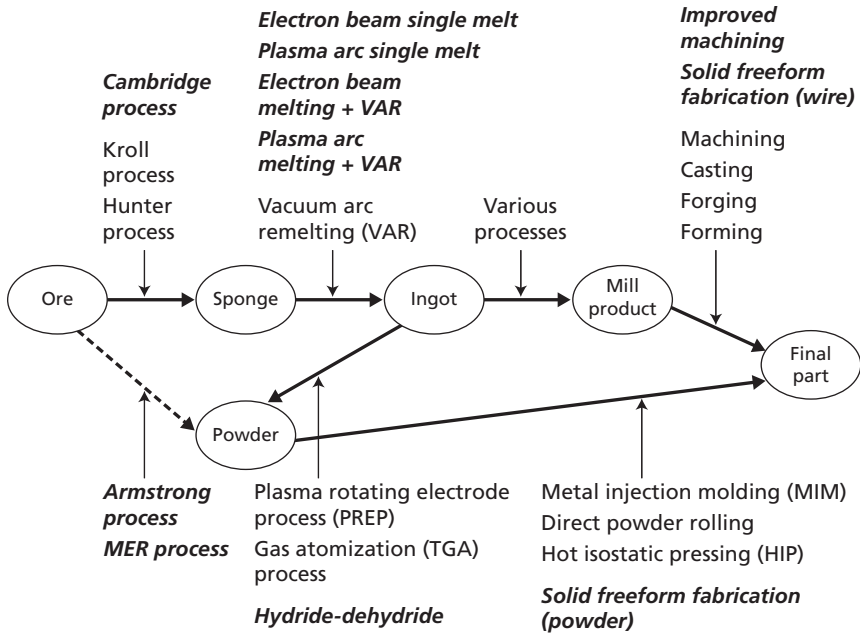 Electron beam single melt
Plasma arc single melt
Electron beam
melting + VAR
Plasma arc
melting + VAR
Vacuum arc
remelting (VAR)
Cambridge
process
Kroll
process
Hunter
process
Various
processes
Improved
machining
Solid freeform
fabrication (wire)
Machining
Casting
Forging
Forming
Ore
Sponge
Ingot
Mill
product
Final
part
Powder
Armstrong
process
MER process
Plasma rotating electrode
process (PREP)
Gas atomization (TGA)
process
Hydride-dehydride
Metal injection molding (MIM)
Direct powder rolling
Hot isostatic pressing (HIP)
Solid freeform fabrication
(powder)